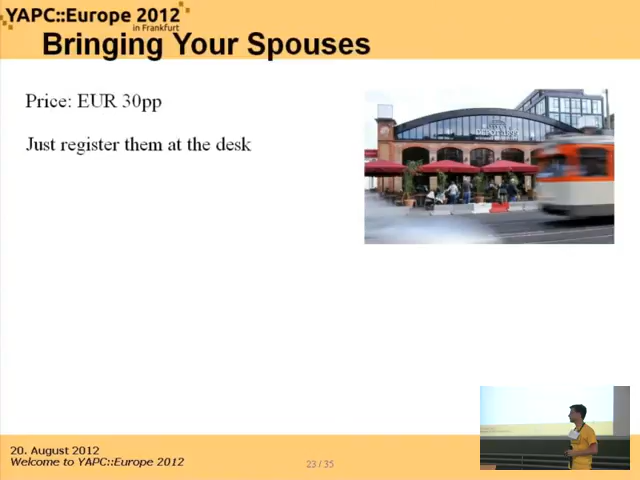 YAPC::Europe 2012
in Frankfurt
Bringing Your Spouses
Price: EUR 30pp
Just register them at the desk
20. August 2012
Welcome to YAPC::Europe 2012
23 / 35